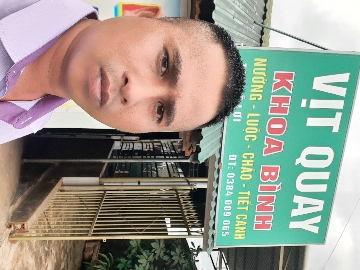 VỊT QUAY
KHOA BÌNH
NƯỚNG - LUỘC - CHÁO - TIẾT CANH
ĐT: 0384 009 065